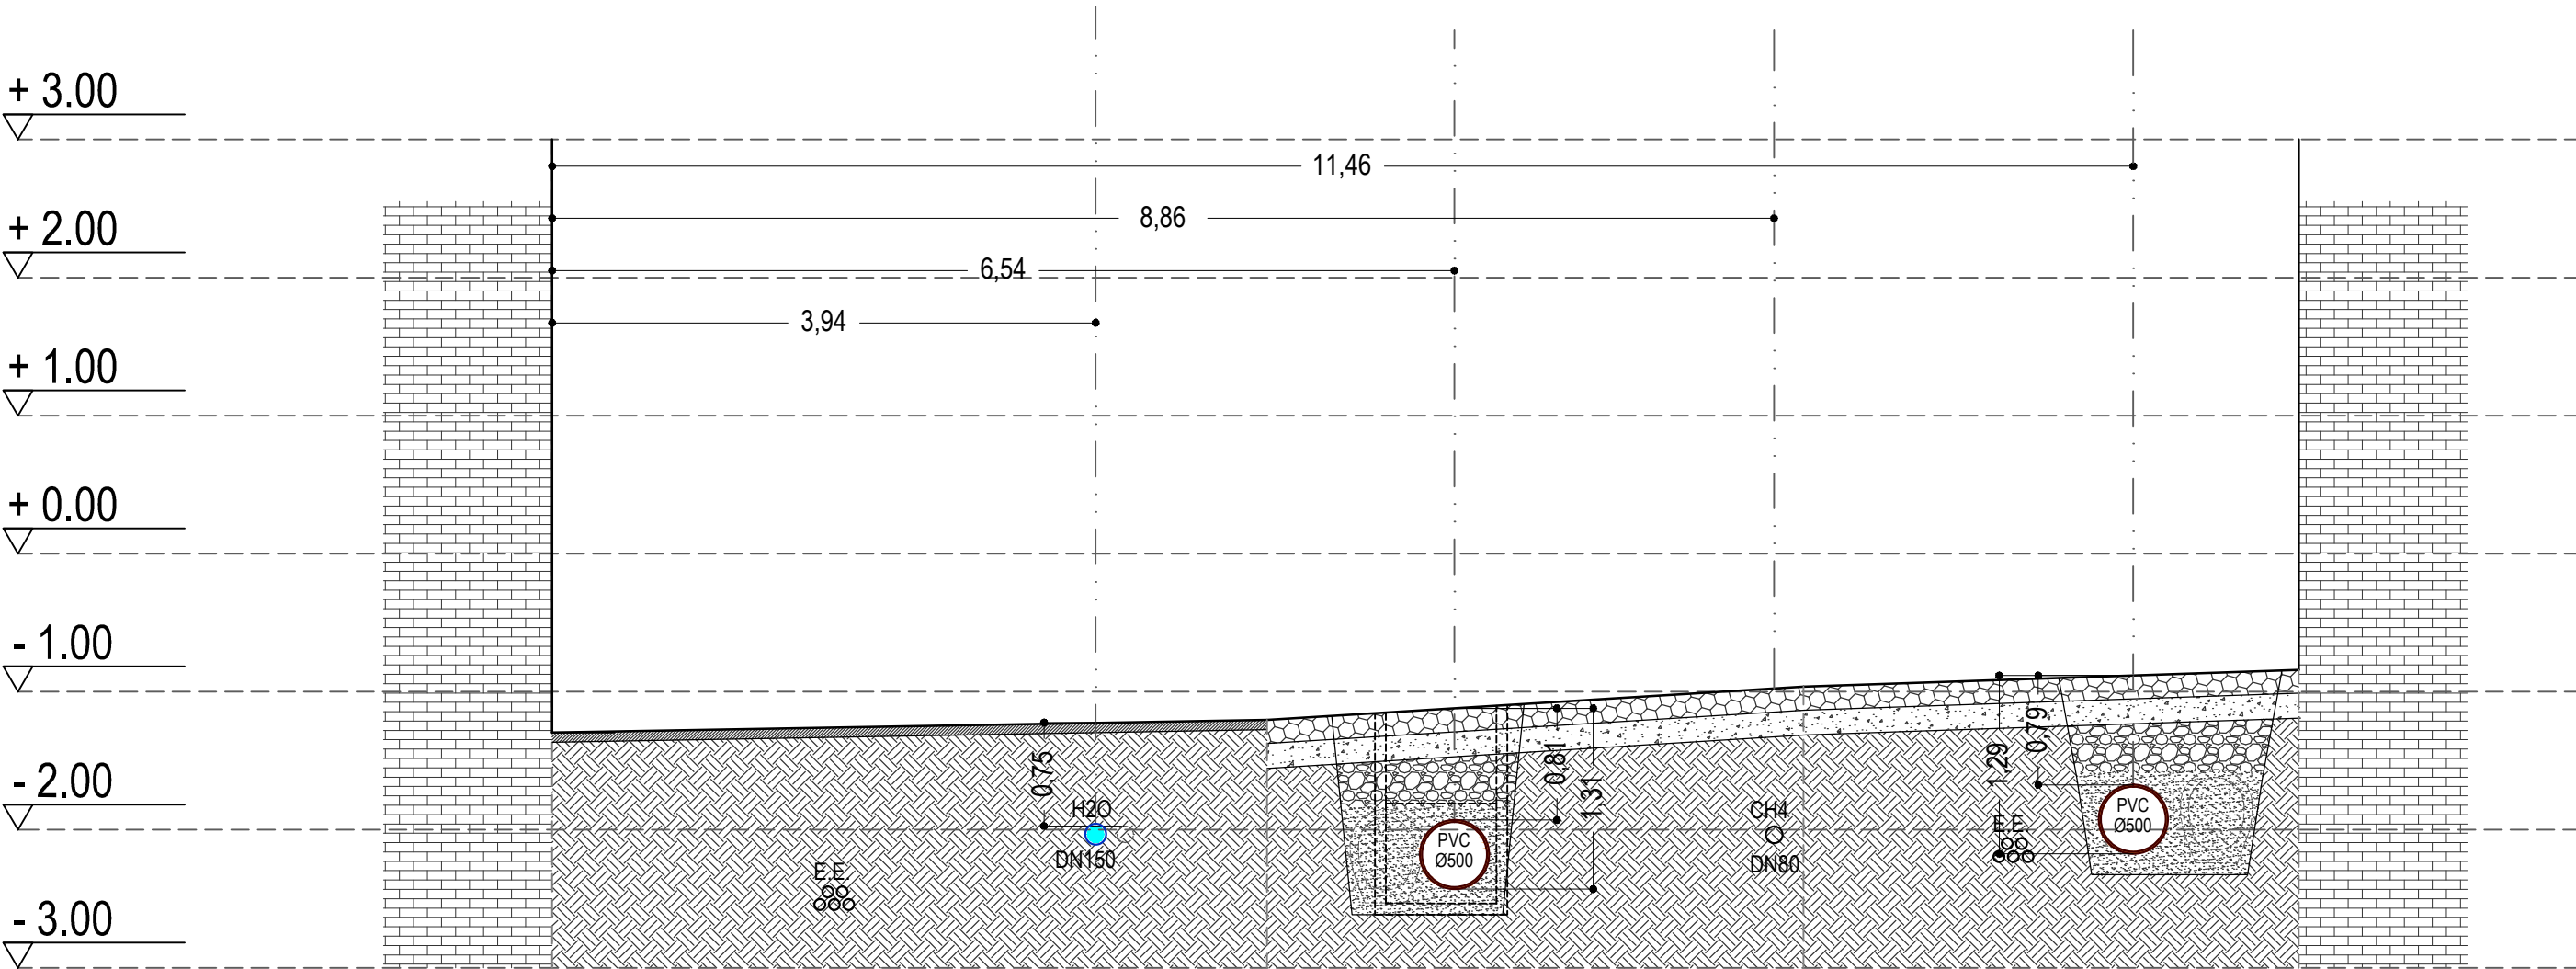 + 3.00
11,46
8,86
+ 2.00
6,54
3,94
+ 1.00
+ 0.00
- 1.00
0,75
0,81
1,31
1,29
0,79
- 2.00
H2O
DN150
E.E.
PVC
Ø500
CH4
DN80
E.E.
PVC
Ø500
- 3.00